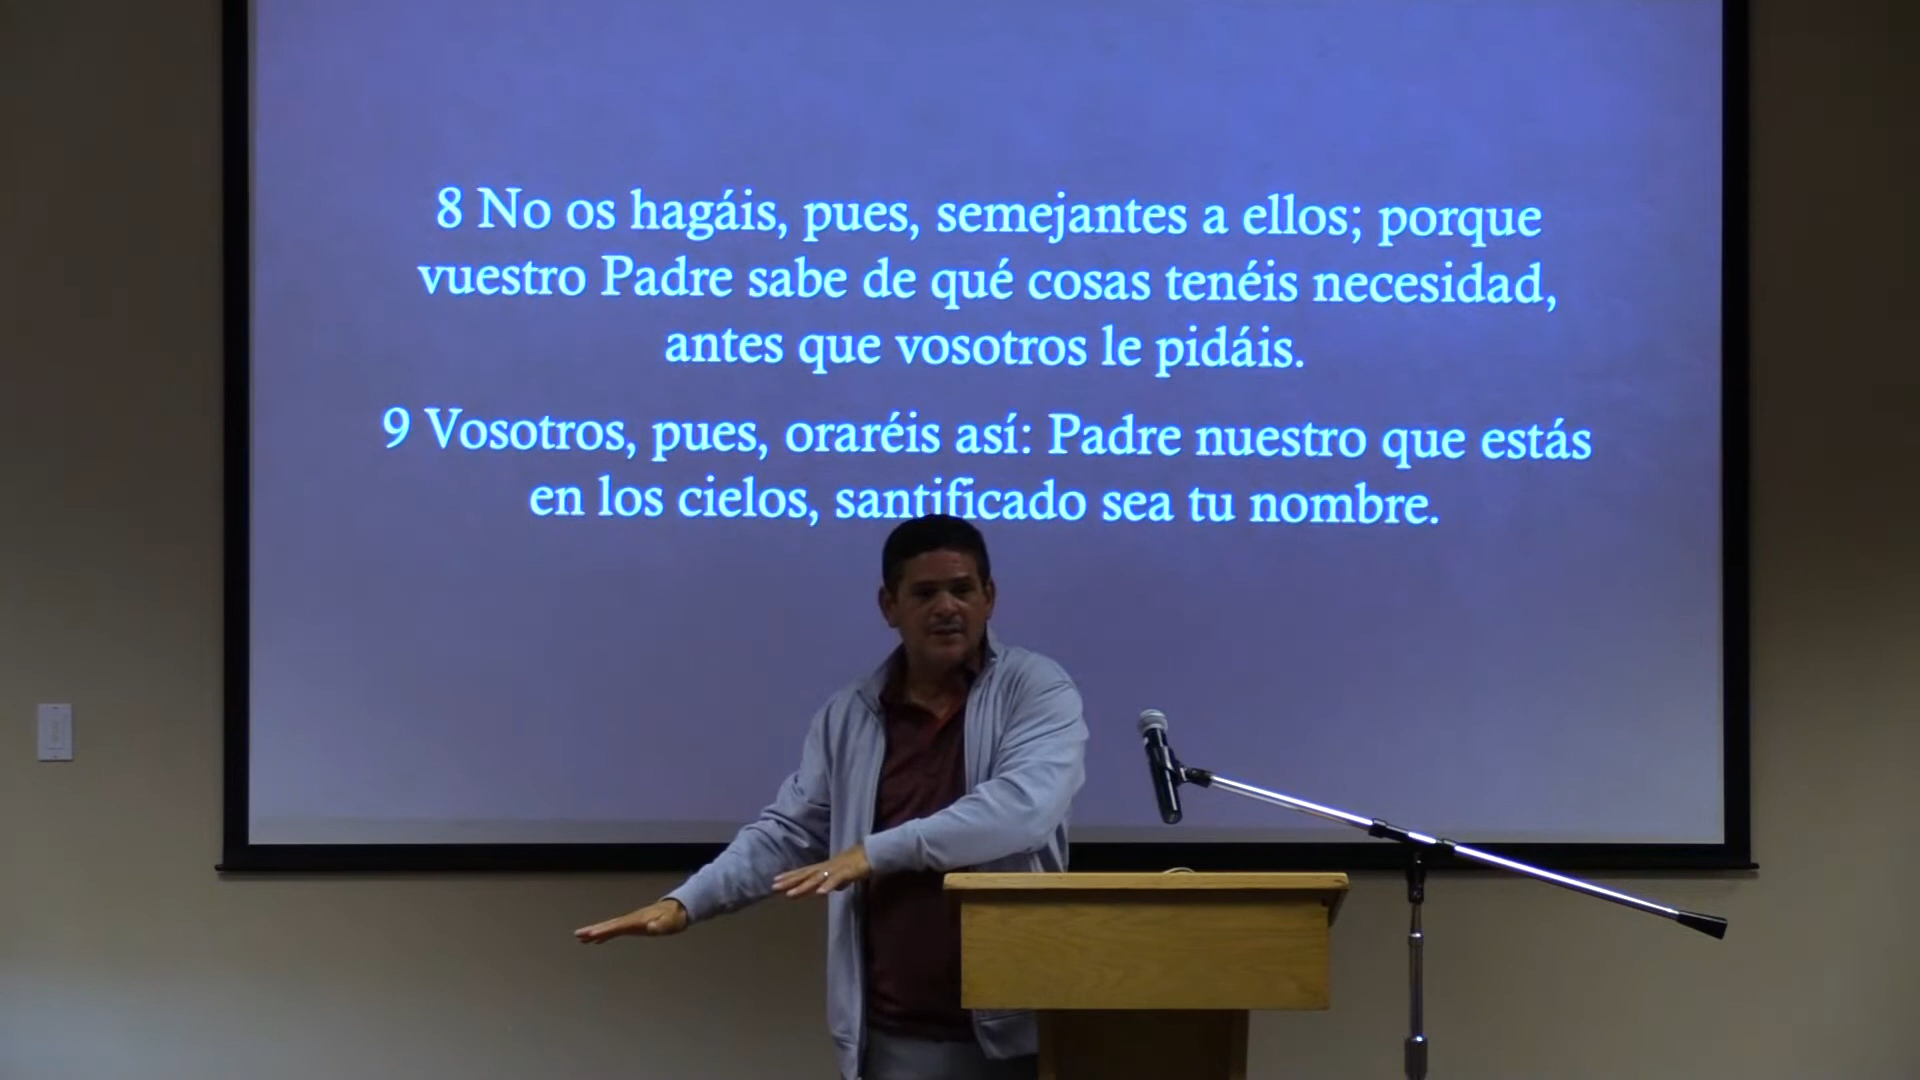 8 No os hagáis, pues, semejantes a ellos; porque
vuestro Padre sabe de qué cosas tenéis necesidad,
antes que vosotros le pidáis.
9 Vosotros, pues, oraréis así: Padre nuestro que estás
en los cielos, santificado sea tu nombre.